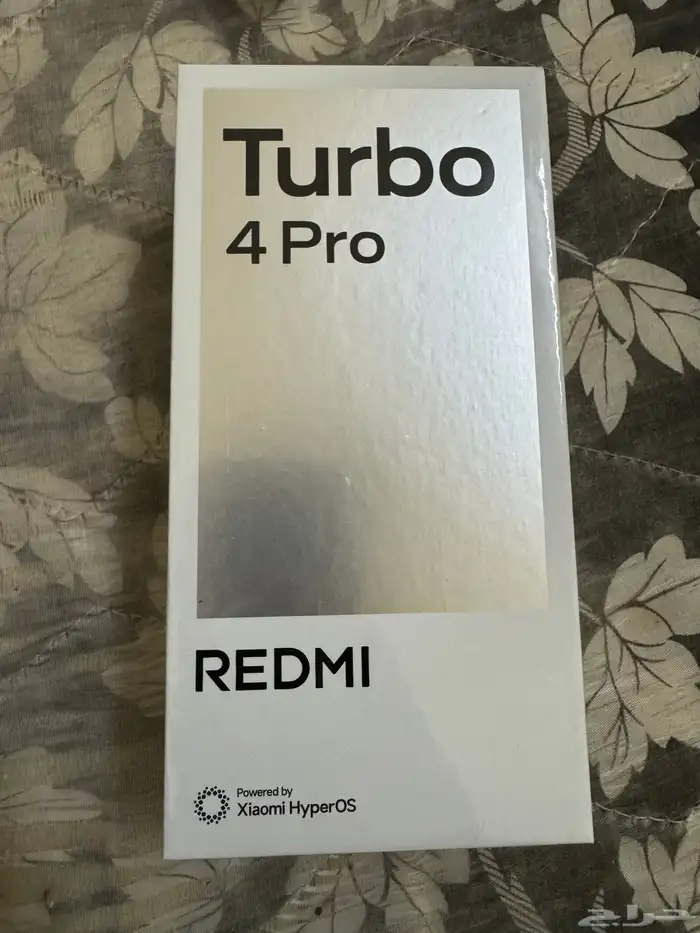 Turbo
4 Pro
REDMI
Powered by
Xiaomi HyperOS
حراج